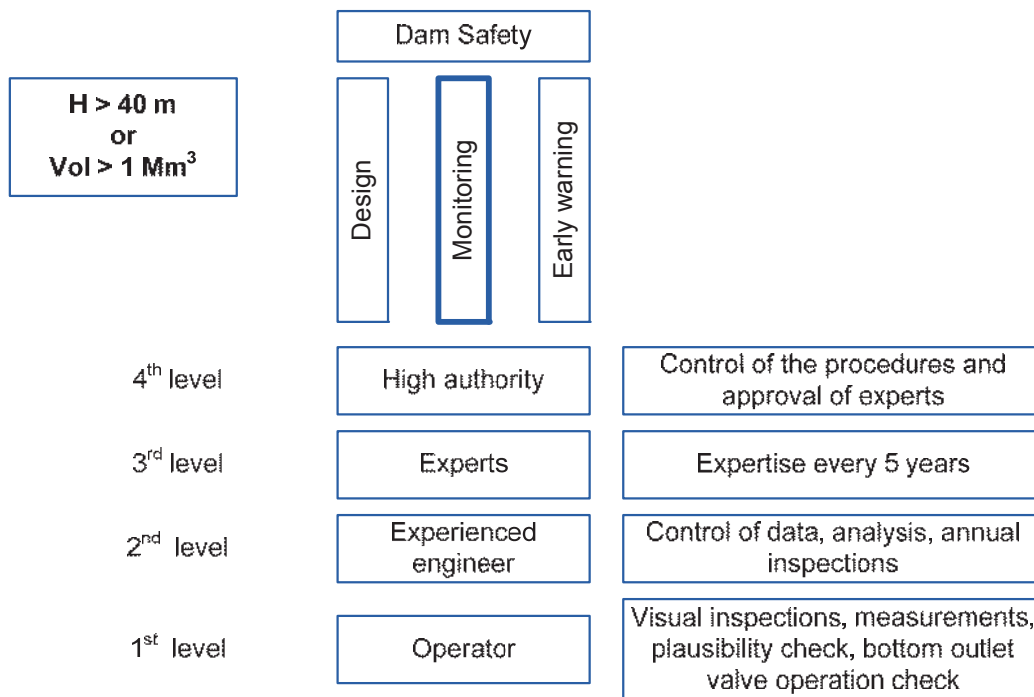 Dam Safety
H > 40 m
or
Vol > 1 Mm³
Design
Monitoring
Early warning
4th level
High authority
Control of the procedures and
approval of experts
3rd level
Experts
Expertise every 5 years
2nd level
Experienced
engineer
Control of data, analysis, annual
inspections
1st level
Operator
Visual inspections, measurements,
plausibility check, bottom outlet
valve operation check